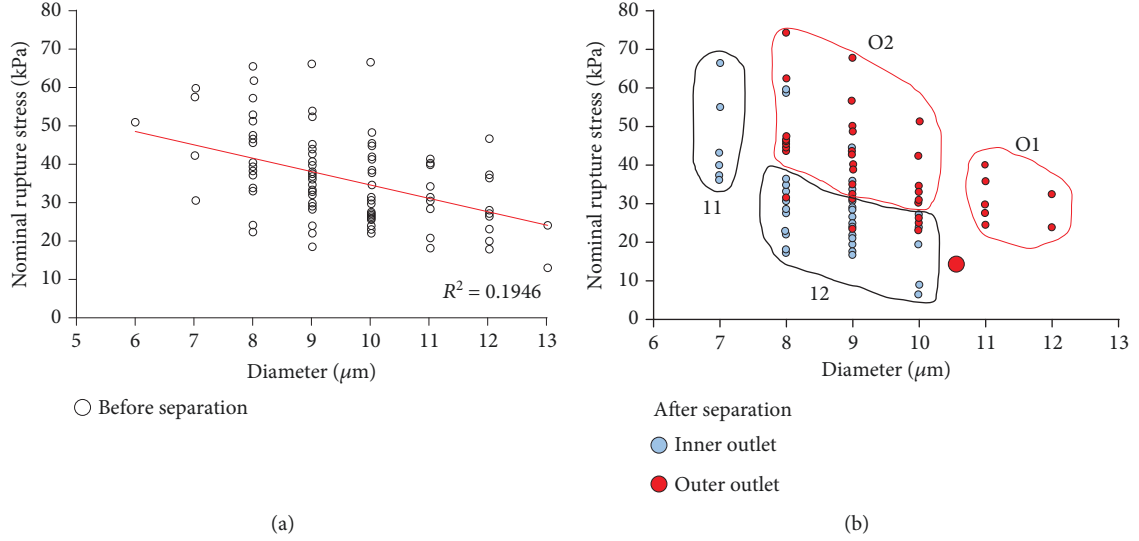 80
70
60
50
40
30
20
10
0
Nominal rupture stress (kPa)
R² = 0.1946
5 6 7 8 9 10 11 12 13
Diameter (μm)
Before separation
(a)
80
70
60
50
40
30
20
10
0
Nominal rupture stress (kPa)
O2
O1
11
12
6 7 8 9 10 11 12 13
Diameter (μm)
After separation
Inner outlet
Outer outlet
(b)